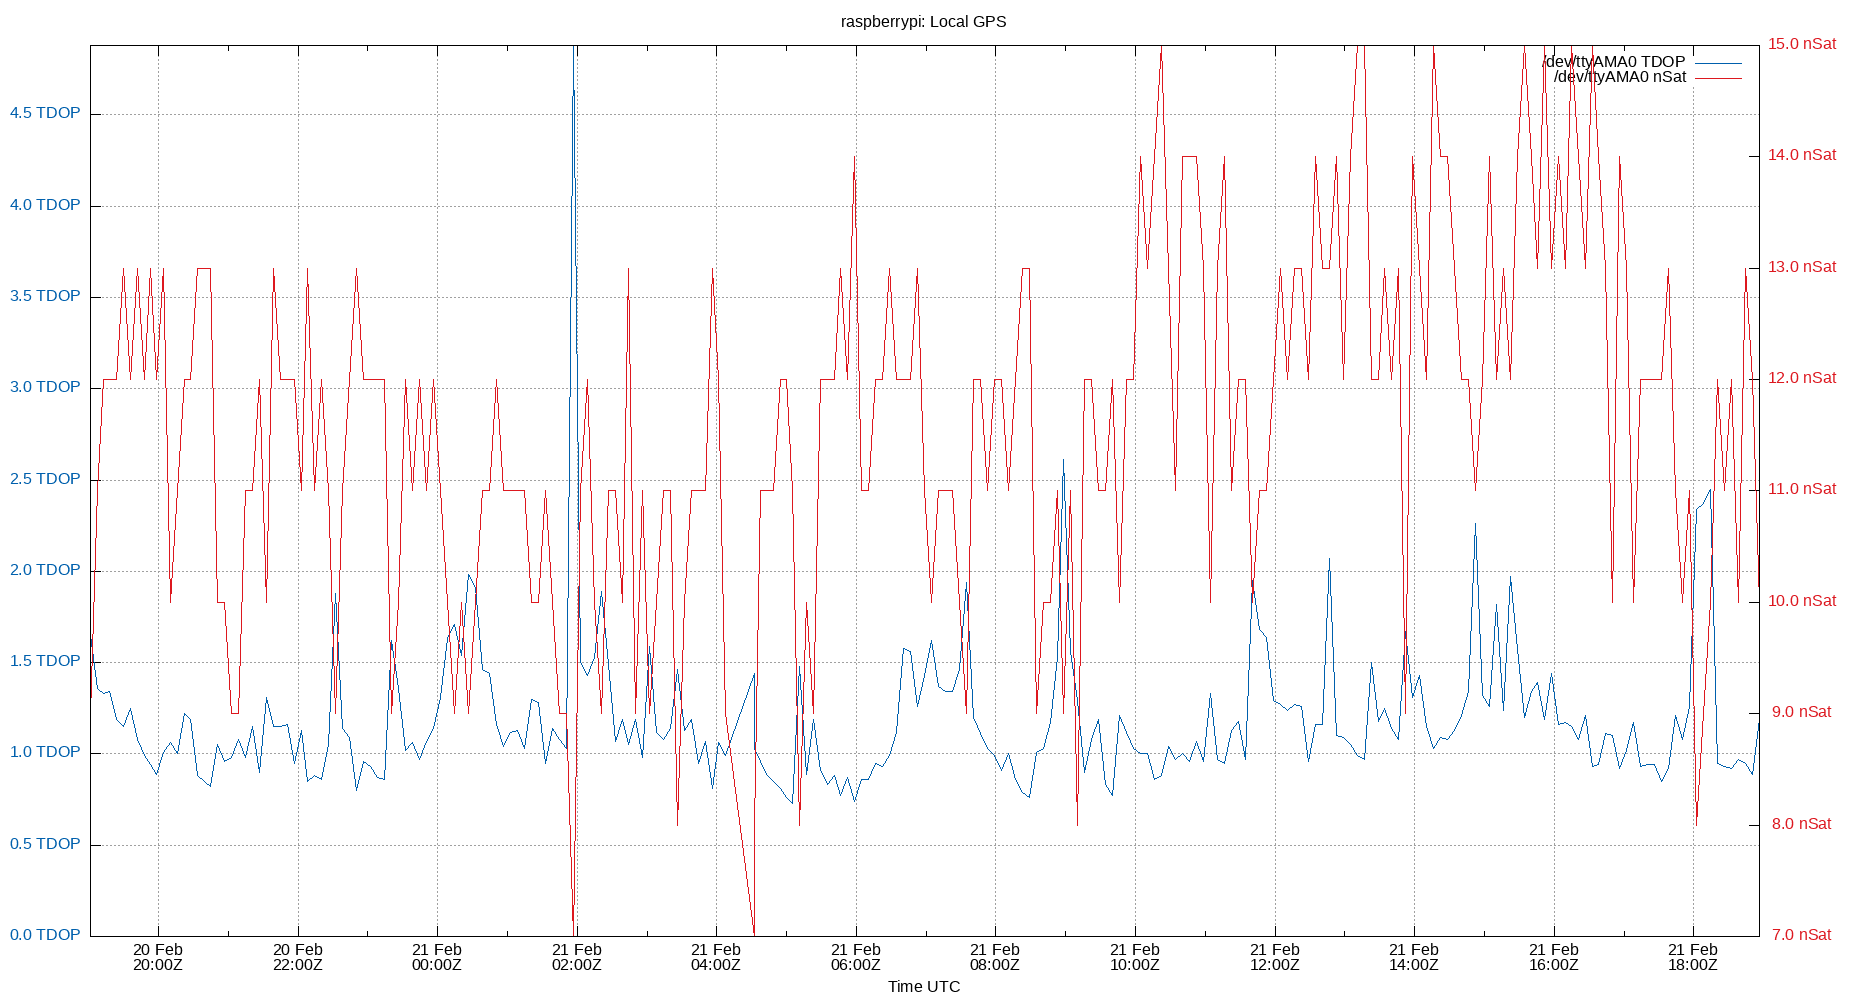 raspberrypi: Local GPS
15.0 nSat
/dev/ttyAMA0 TDOP
/dev/ttyAMA0 nSat
4.5 TDOP
14.0 nSat
4.0 TDOP
13.0 nSat
3.5 TDOP
3.0 TDOP
12.0 nSat
2.5 TDOP
11.0 nSat
2.0 TDOP
10.0 nSat
1.5 TDOP
9.0 nSat
1.0 TDOP
8.0 nSat
0.5 TDOP
0.0 TDOP
7.0 nSat
20 Feb 20 Feb 21 Feb 21 Feb 21 Feb 21 Feb 21 Feb 21 Feb 21 Feb 21 Feb 21 Feb 21 Feb
20:00Z 22:00Z 00:00Z 02:00Z 04:00Z 06:00Z 08:00Z 10:00Z 12:00Z 14:00Z 16:00Z 18:00Z
Time UTC